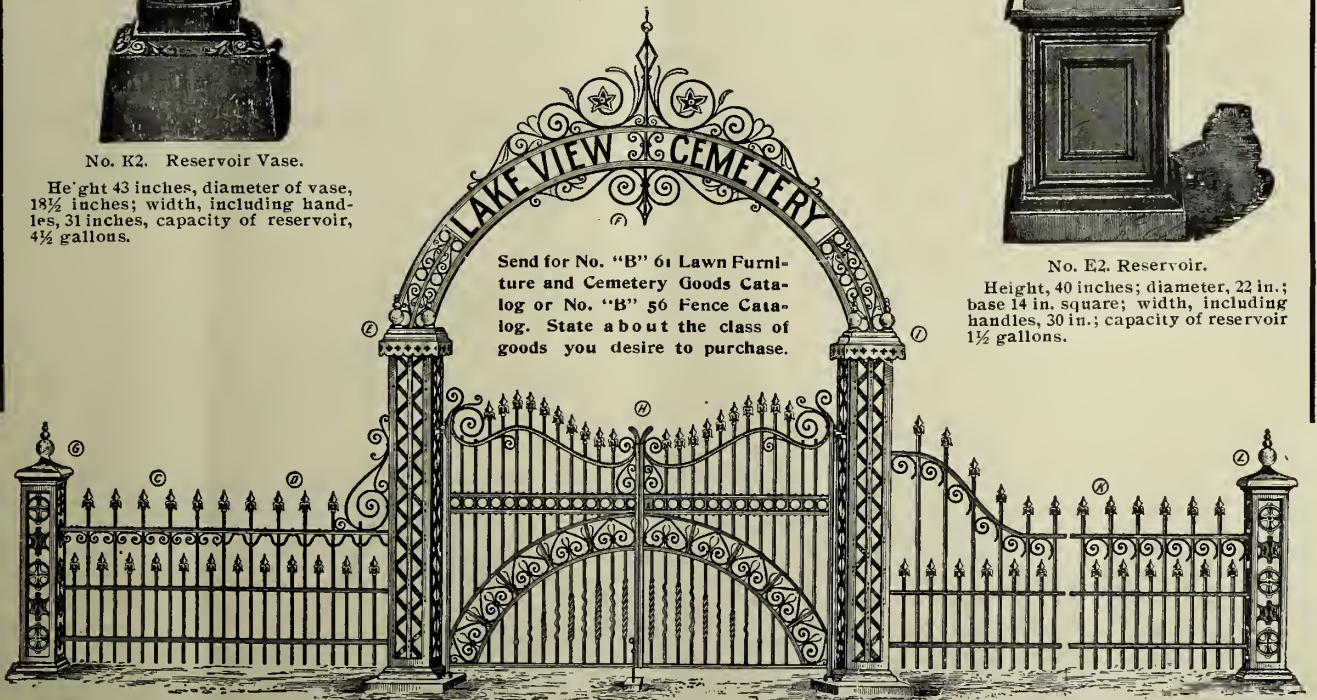 No. K2. Reservoir Vase.
He'ght 43 inches, diameter of vase,
18½ inches; width, including hand-
les, 31 inches, capacity of reservoir,
4½ gallons.
LAKE VIEW CEMETERY
F
Send for No. "B" 61 Lawn Furni-
ture and Cemetery Goods Cata-
log or No. "B" 56 Fence Cata-
log. State about the class of
goods you desire to purchase.
No. E2. Reservoir.
Height, 40 inches; diameter, 22 in.;
base 14 in. square; width, including
handles, 30 in.; capacity of reservoir
1½ gallons.
E
H
G
C
D
K